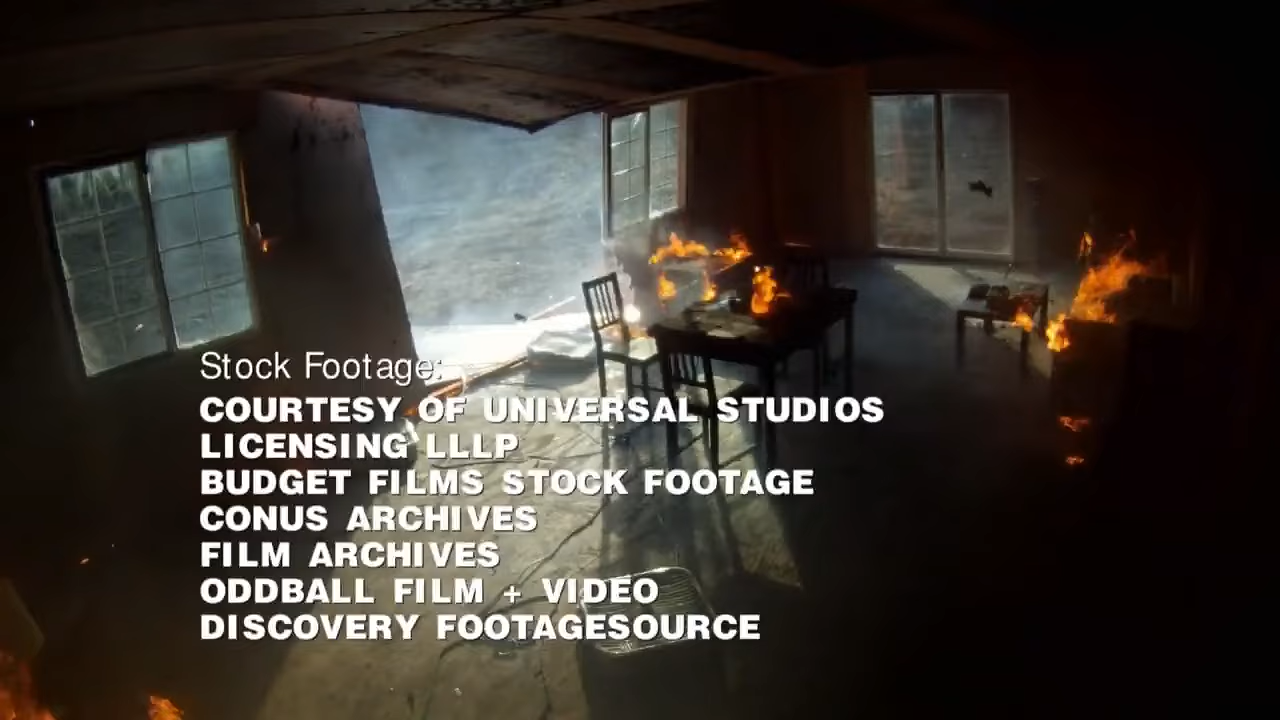 Stock Footage:
COURTESY OF UNIVERSAL STUDIOS
LICENSING LLLP
BUDGET FILMS STOCK FOOTAGE
CONUS ARCHIVES
FILM ARCHIVES
ODDBALL FILM + VIDEO
DISCOVERY FOOTAGESOURCE